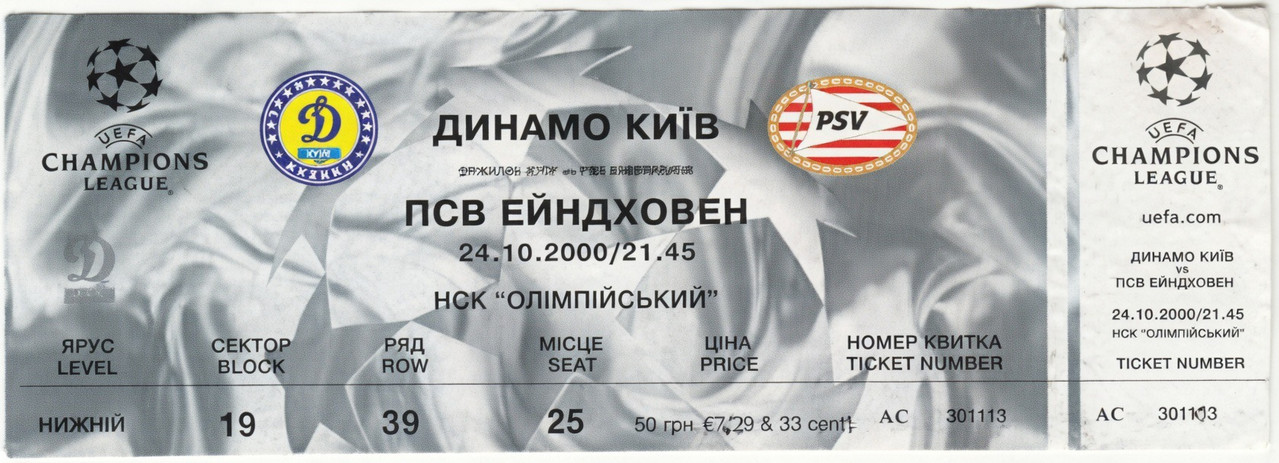 UEFA
CHAMPIONS
LEAGUE®
ДИНАМО КИЇВ
ПСВ ЕЙНДХОВЕН
24.10.2000/21.45
НСК “ОЛІМПІЙСЬКИЙ”
PSV
ЯРУС СЕКТОР РЯД МІСЦЕ ЦІНА НОМЕР КВИТКА
LEVEL BLOCK ROW SEAT PRICE TICKET NUMBER
НИЖНІЙ 19 39 25 50 грн €7,29 & 33 cent АС 301113
UEFA
CHAMPIONS
LEAGUE®
uefa.com
ДИНАМО КИЇВ
vs
ПСВ ЕЙНДХОВЕН
24.10.2000/21.45
НСК “ОЛІМПІЙСЬКИЙ”
TICKET NUMBER
АС 301113